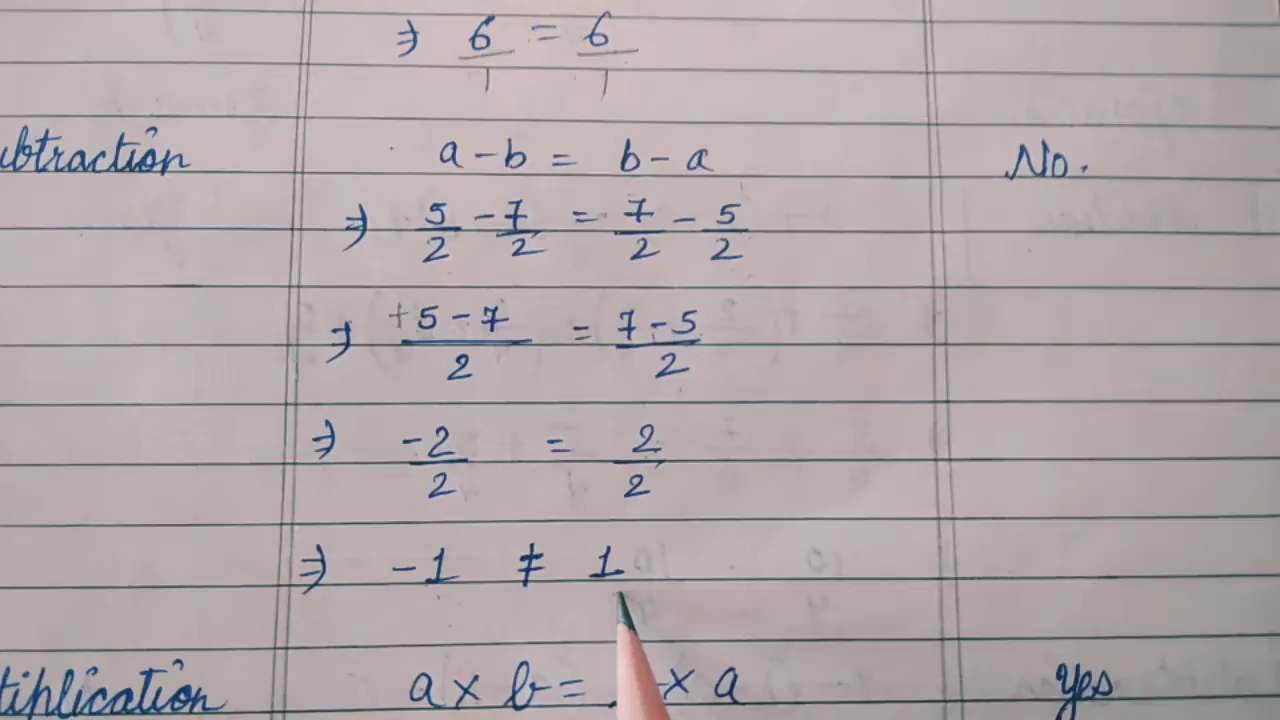 ⇒ 6/1 = 6/1
ubtraction a - b = b - a No.
⇒ 5/2 - 7/2 = 7/2 - 5/2
⇒ +5 - 7/2 = 7 - 5/2
⇒ -2/2 = 2/2
⇒ -1 ≠ 1
tiplication a × b = × a Yes